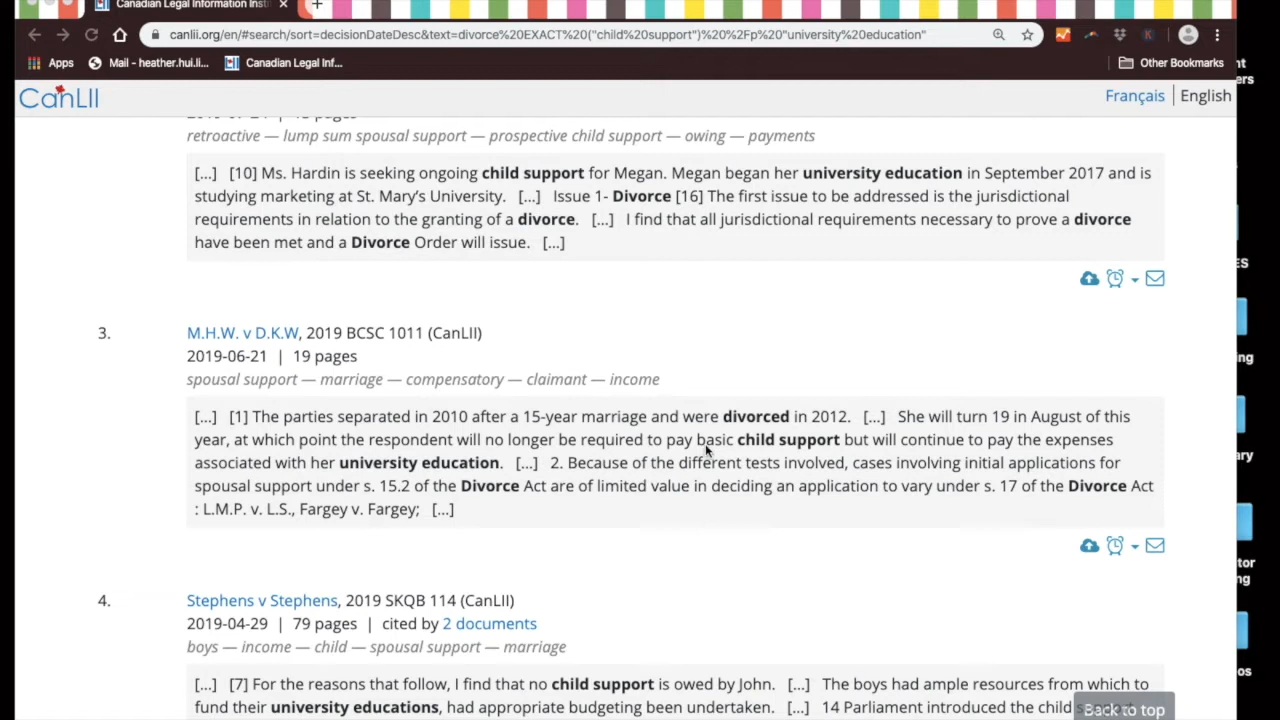 Canadian Legal Information Insti
canlii.org/en/#search/sort=decisionDateDesc&text=divorce%20EXACT%20("child%20support")%20%2Fp%20"university%20education"
Apps Mail - heather.hui.li... Canadian Legal Inf... Other Bookmarks
CanLII Français English
retroactive — lump sum spousal support — prospective child support — owing — payments
[...] [10] Ms. Hardin is seeking ongoing child support for Megan. Megan began her university education in September 2017 and is
studying marketing at St. Mary's University. [...] Issue 1- Divorce [16] The first issue to be addressed is the jurisdictional
requirements in relation to the granting of a divorce. [...] I find that all jurisdictional requirements necessary to prove a divorce
have been met and a Divorce Order will issue. [...]
3. M.H.W. v D.K.W, 2019 BCSC 1011 (CanLII)
2019-06-21 | 19 pages
spousal support — marriage — compensatory — claimant — income
[...] [1] The parties separated in 2010 after a 15-year marriage and were divorced in 2012. [...] She will turn 19 in August of this
year, at which point the respondent will no longer be required to pay basic child support but will continue to pay the expenses
associated with her university education. [...] 2. Because of the different tests involved, cases involving initial applications for
spousal support under s. 15.2 of the Divorce Act are of limited value in deciding an application to vary under s. 17 of the Divorce Act
: L.M.P. v. L.S., Fargey v. Fargey; [...]
4. Stephens v Stephens, 2019 SKQB 114 (CanLII)
2019-04-29 | 79 pages | cited by 2 documents
boys — income — child — spousal support — marriage
[...] [7] For the reasons that follow, I find that no child support is owed by John. [...] The boys had ample resources from which to
fund their university educations, had appropriate budgeting been undertaken. [...] 14 Parliament introduced the child
Back to top